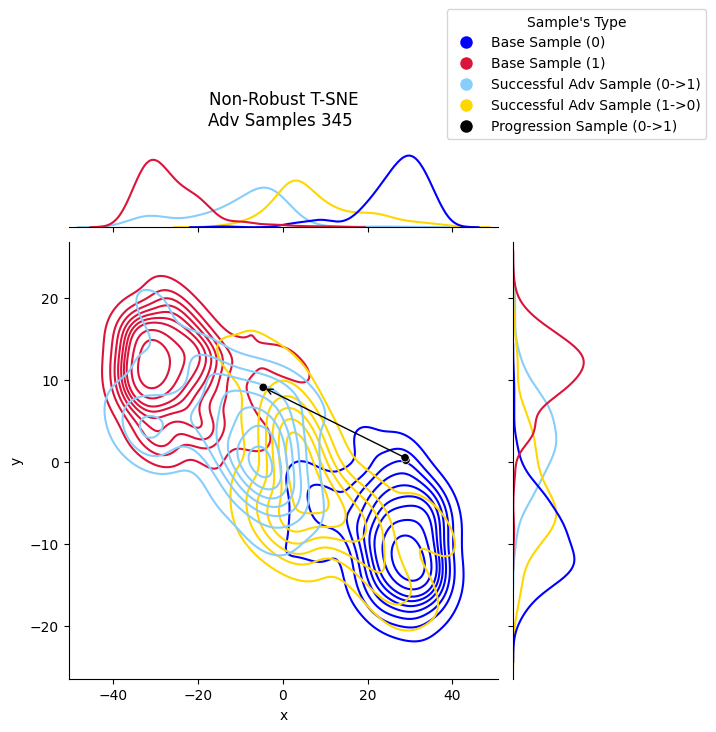 Sample's Type
Base Sample (0)
Base Sample (1)
Successful Adv Sample (0->1)
Successful Adv Sample (1->0)
Progression Sample (0->1)
Non-Robust T-SNE
Adv Samples 345
20
10
0
−10
−20
y
−40
−20
0
20
40
x